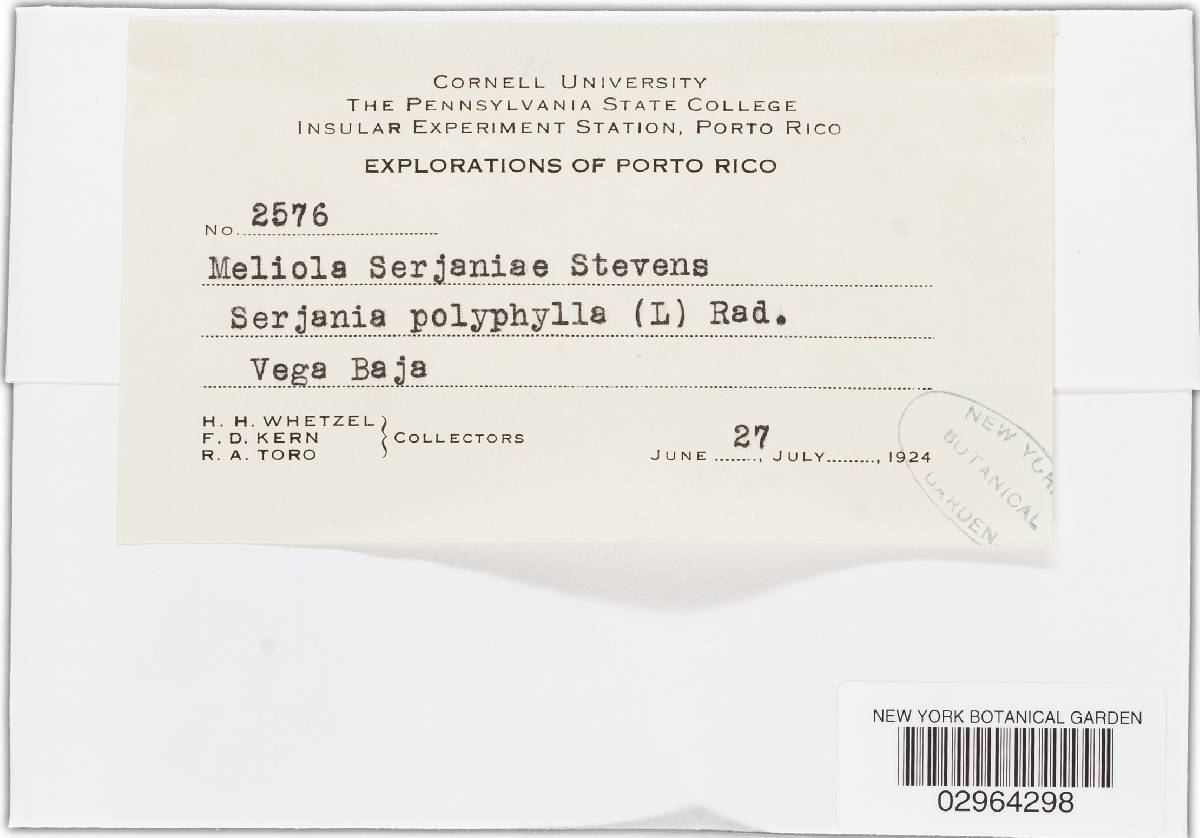 CORNELL UNIVERSITY
THE PENNSYLVANIA STATE COLLEGE
INSULAR EXPERIMENT STATION, PORTO RICO
EXPLORATIONS OF PORTO RICO
No. 2576
Meliola Serjaniae Stevens
Serjania polyphylla (L) Rad.
Vega Baja
H. H. WHETZEL
F. D. KERN
R. A. TORO
} COLLECTORS
JUNE 27, JULY........., 1924
NEW YOR
BOTANICAL
GARDEN
NEW YORK BOTANICAL GARDEN
02964298